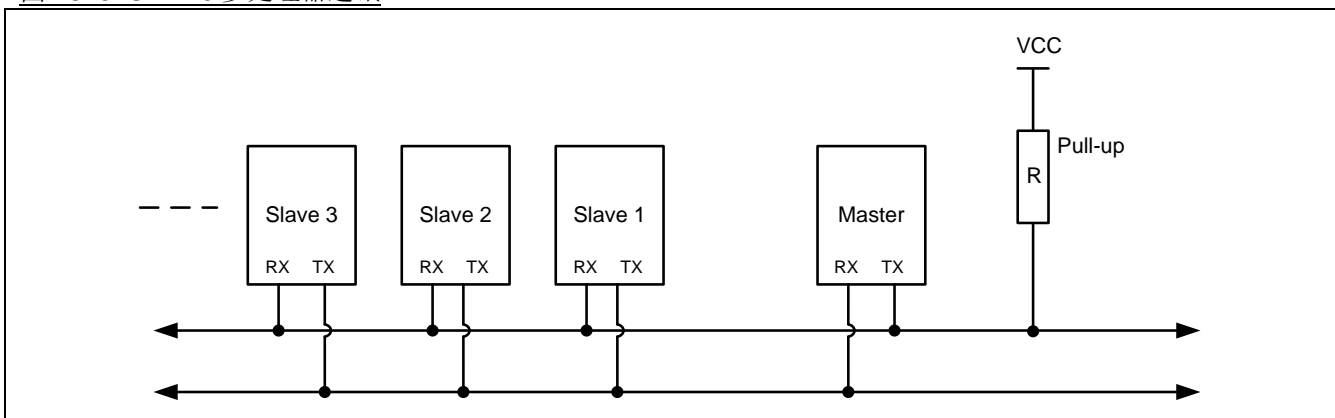 VCC
Pull-up
R
Slave 3
Slave 2
Slave 1
Master
RX TX
RX TX
RX TX
RX TX